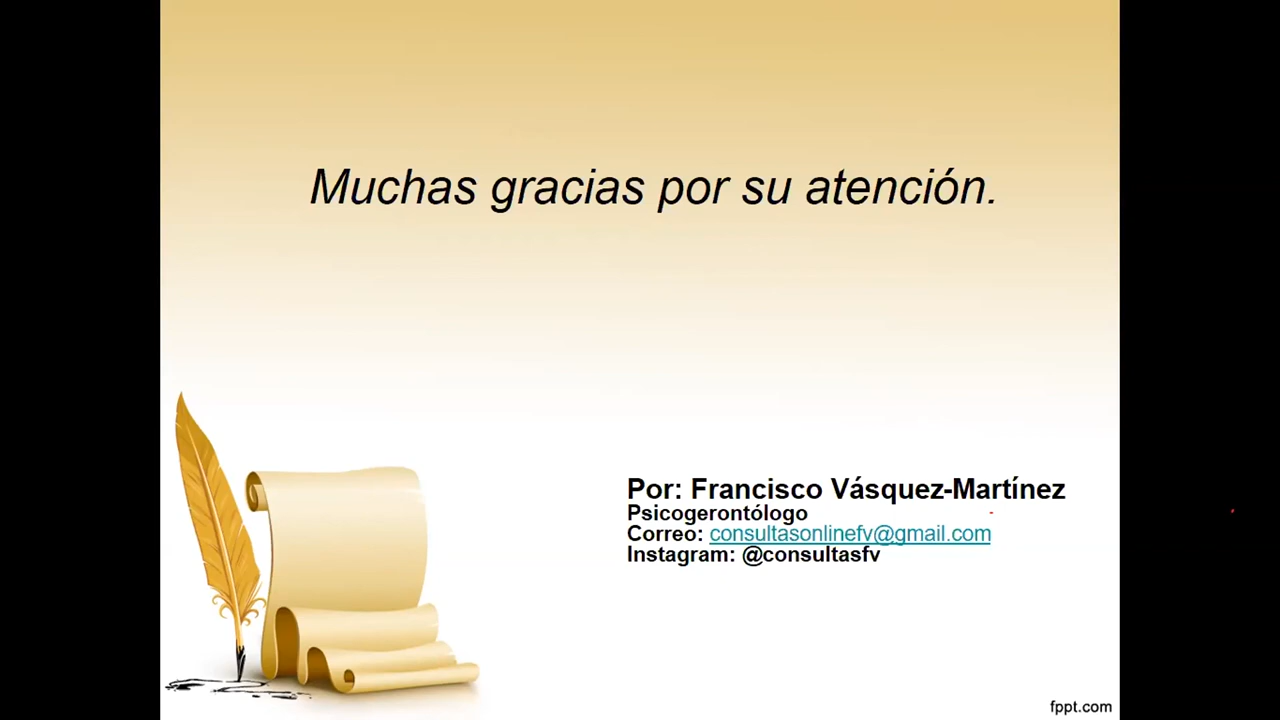 Muchas gracias por su atención.
Por: Francisco Vásquez-Martínez
Psicogerontólogo
Correo: consultasonlinefv@gmail.com
Instagram: @consultasfv
fppt.com